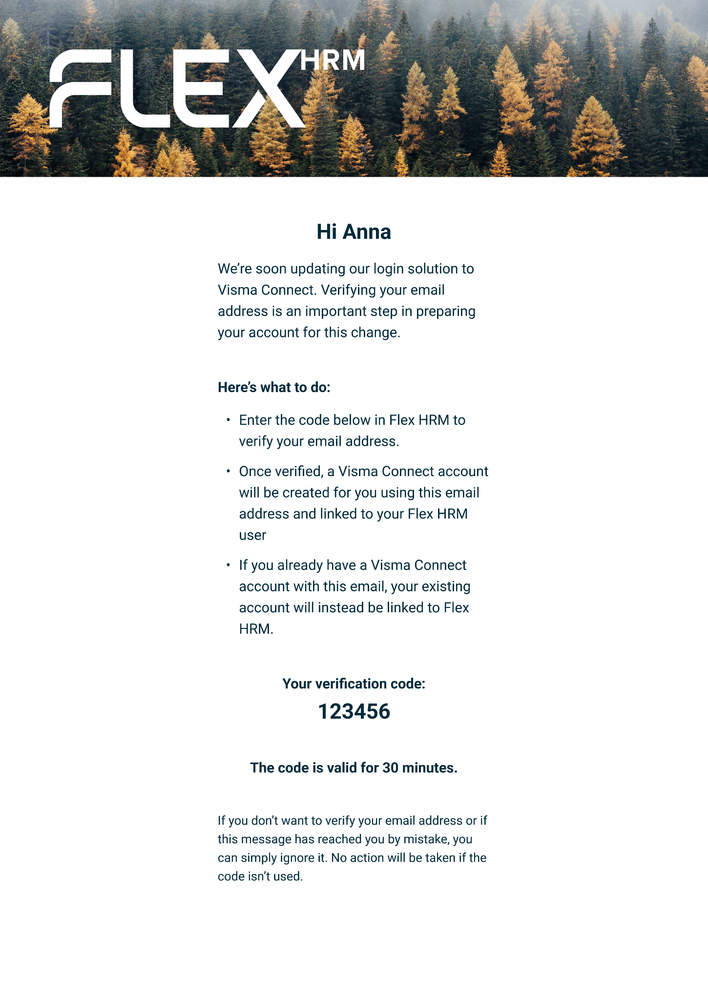 FLEX HRM
Hi Anna
We’re soon updating our login solution to
Visma Connect. Verifying your email
address is an important step in preparing
your account for this change.
Here’s what to do:
• Enter the code below in Flex HRM to
verify your email address.
• Once verified, a Visma Connect account
will be created for you using this email
address and linked to your Flex HRM
user
• If you already have a Visma Connect
account with this email, your existing
account will instead be linked to Flex
HRM.
Your verification code:
123456
The code is valid for 30 minutes.
If you don’t want to verify your email address or if
this message has reached you by mistake, you
can simply ignore it. No action will be taken if the
code isn’t used.